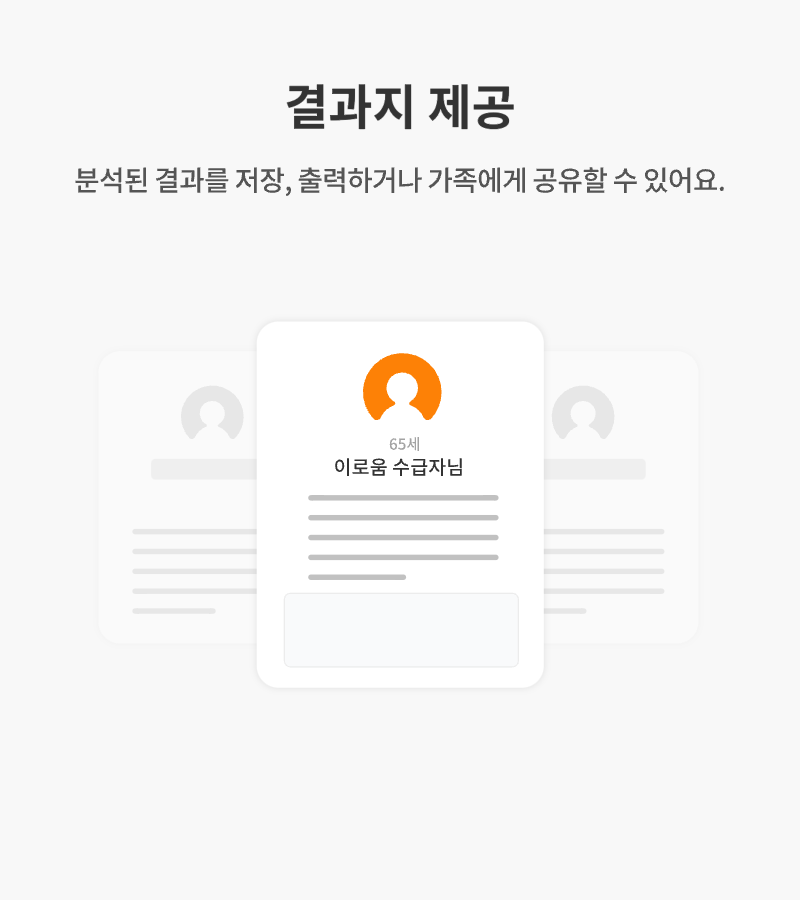 결과지 제공
분석된 결과를 저장, 출력하거나 가족에게 공유할 수 있어요.
65세
이로움 수급자님